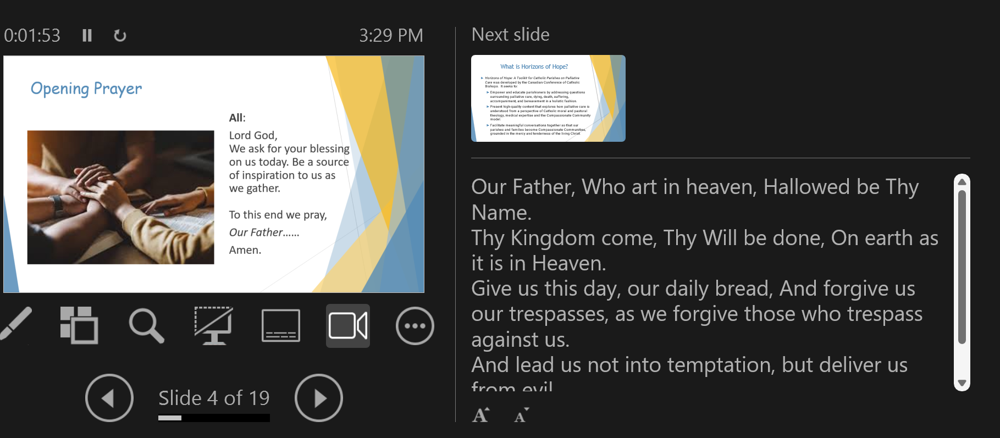 0:01:53
3:29 PM
Opening Prayer
All:
Lord God,
We ask for your blessing
on us today. Be a source
of inspiration to us as
we gather.
To this end we pray,
Our Father......
Amen.
Slide 4 of 19
Next slide
What is Horizons of Hope?
Horizons of Hope: A Toolkit for Catholic Parishes on Palliative
Care was developed by the Canadian Conference of Catholic
Bishops. It seeks to:
Empower and educate parishioners by addressing questions
surrounding palliative care, dying, death, suffering,
accompaniment, and bereavement in a holistic fashion.
Present high-quality content that explores how palliative care is
understood from a perspective of Catholic moral and pastoral
theology, medical expertise and the Compassionate Community
model.
Facilitate meaningful conversations together so that our
parishes and families become Compassionate Communities,
grounded in the mercy and tenderness of the living Christ.
Our Father, Who art in heaven, Hallowed be Thy
Name.
Thy Kingdom come, Thy Will be done, On earth as
it is in Heaven.
Give us this day, our daily bread, And forgive us
our trespasses, as we forgive those who trespass
against us.
And lead us not into temptation, but deliver us
from evil
A A